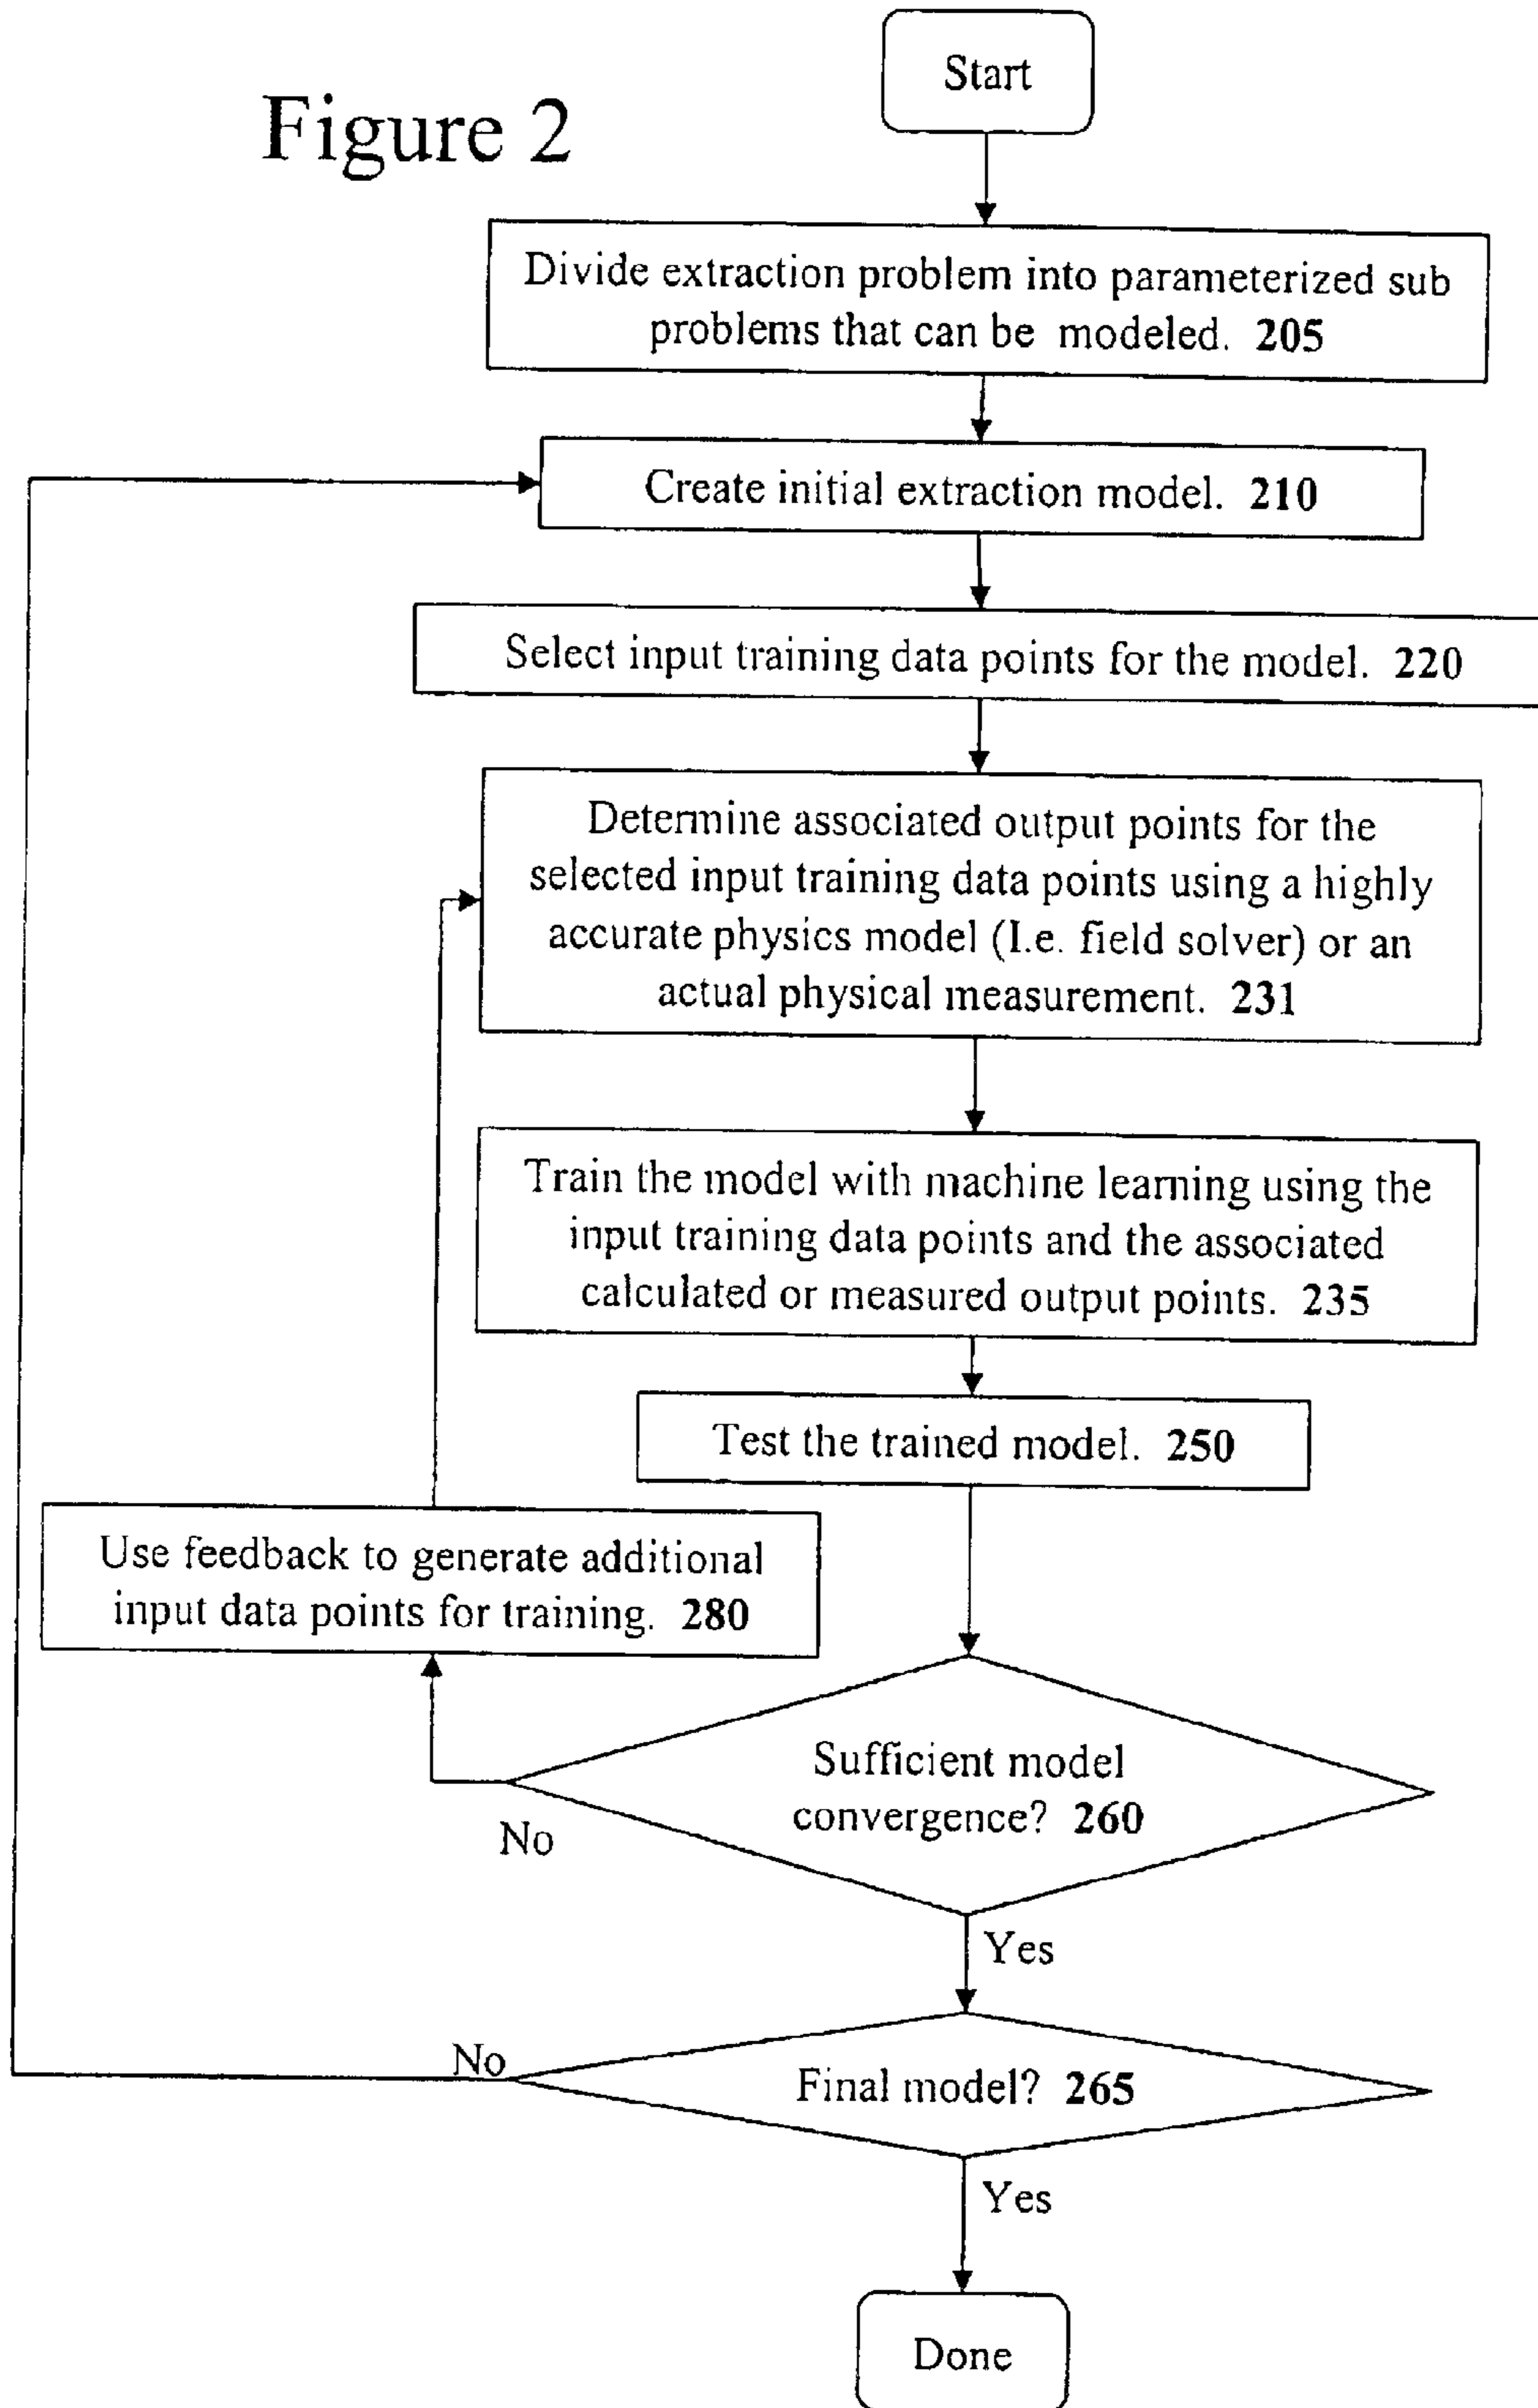 Start
Figure 2
Divide extraction problem into parameterized sub
problems that can be modeled. 205
Create initial extraction model. 210
Select input training data points for the model. 220
Determine associated output points for the
selected input training data points using a highly
accurate physics model (I.e. field solver) or an
actual physical measurement. 231
Train the model with machine learning using the
input training data points and the associated
calculated or measured output points. 235
Test the trained model. 250
Use feedback to generate additional
input data points for training. 280
Sufficient model
convergence? 260
No
Yes
No
Final model? 265
Yes
Done